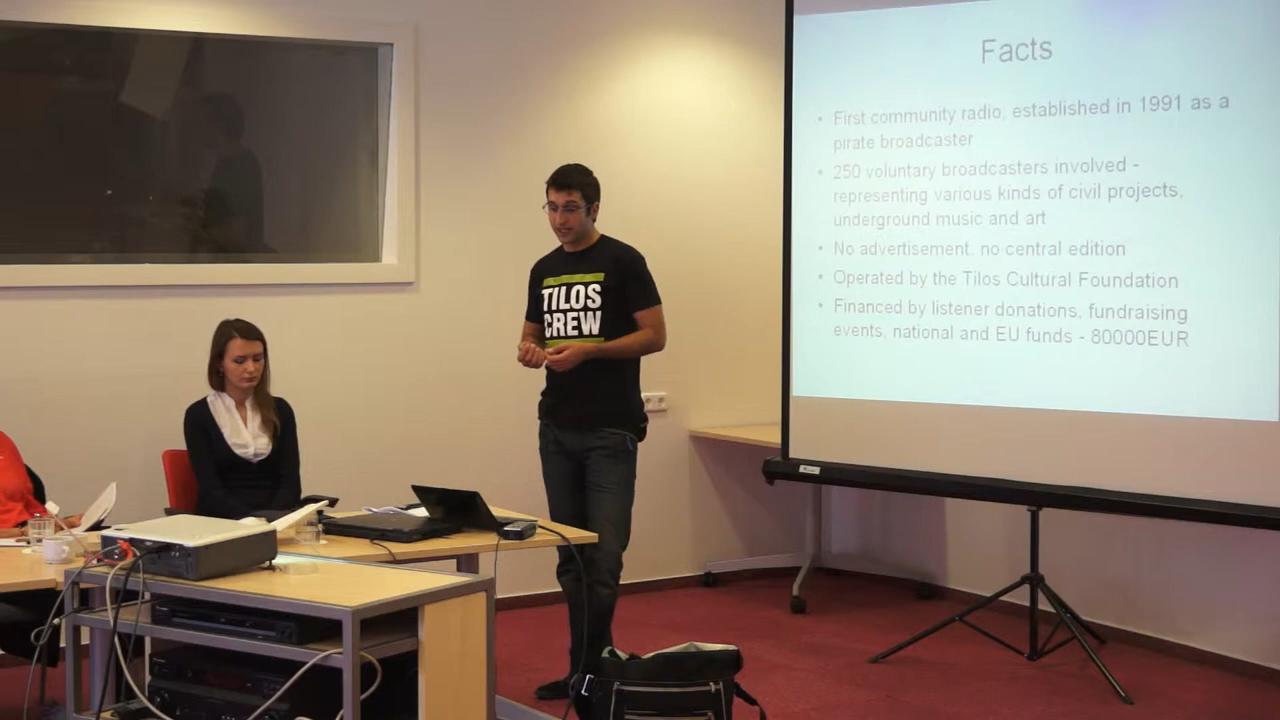 Facts
• First community radio, established in 1991 as a
pirate broadcaster
• 250 voluntary broadcasters involved -
representing various kinds of civil projects,
underground music and art
• No advertisement, no central edition
• Operated by the Tilos Cultural Foundation
• Financed by listener donations, fundraising
events, national and EU funds - 80000EUR
TILOS
CREW